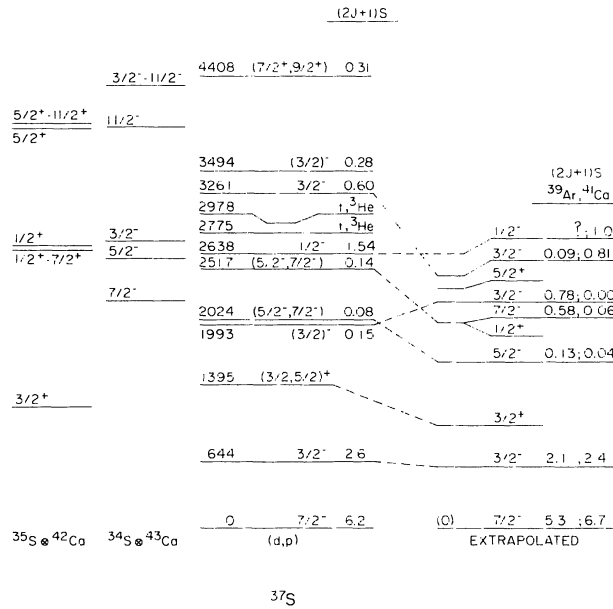 (2J+1)S
4408 (7/2⁺,9/2⁺) 0.31
3/2⁻-11/2⁻
5/2⁺-11/2⁺
11/2⁻
5/2⁺
3494 (3/2)⁻ 0.28
(2J+1)S
³⁹Ar,⁴¹Ca
3261 3/2⁻ 0.60
2978 t,³He
2775 t,³He
1/2⁺
3/2⁻
1/2⁻ ?;1.0
2638 1/2⁻ 1.54
3/2⁻ 0.09;0.81
1/2⁺-7/2⁺
5/2⁻
2517 (5/2⁻,7/2⁻) 0.14
5/2⁺
7/2⁻
3/2⁻ 0.78;0.00
2024 (5/2⁻,7/2⁻) 0.08
7/2⁻ 0.58;0.06
1993 (3/2)⁻ 0.15
1/2⁺
5/2⁻ 0.13;0.04
1395 (3/2,5/2)⁺
3/2⁺
3/2⁺
644 3/2⁻ 2.6
3/2⁻ 2.1;2.4
0 7/2⁻ 6.2
(0) 7/2⁻ 5.3;6.7
³⁵S⊗⁴²Ca ³⁴S⊗⁴³Ca (d,p) EXTRAPOLATED
³⁷S